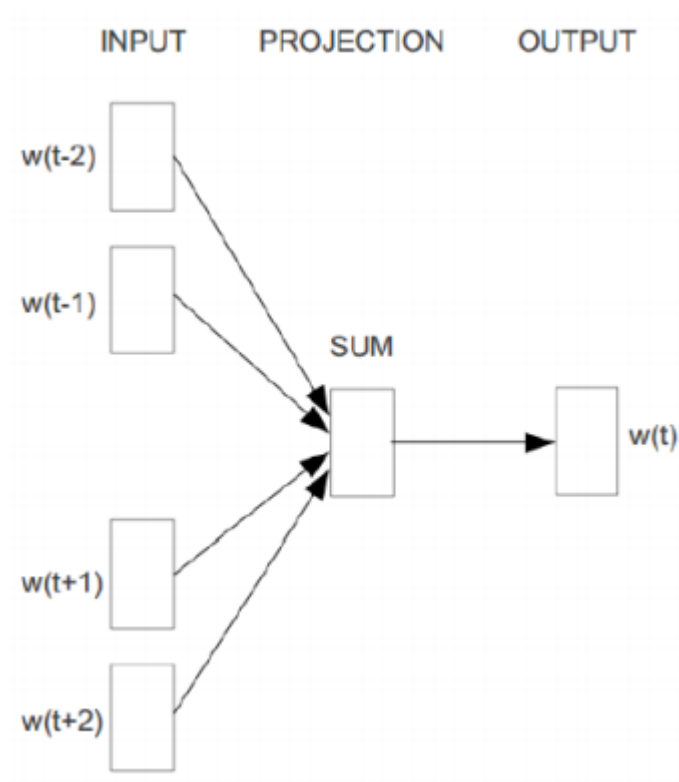 INPUT PROJECTION OUTPUT
w(t-2)
w(t-1)
SUM
w(t)
w(t+1)
w(t+2)